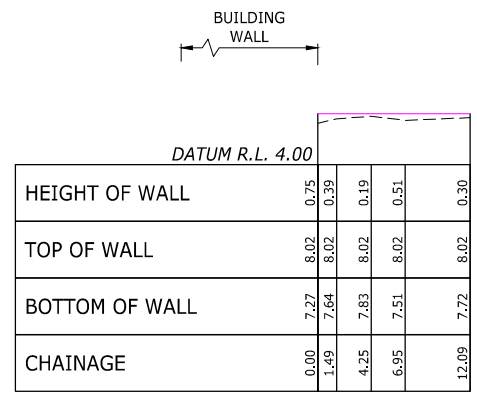 BUILDING
WALL
DATUM R.L. 4.00
HEIGHT OF WALL 0.75 0.39 0.19 0.51 0.30
TOP OF WALL 8.02 8.02 8.02 8.02 8.02
BOTTOM OF WALL 7.27 7.64 7.83 7.51 7.72
CHAINAGE 0.00 1.49 4.25 6.95 12.09